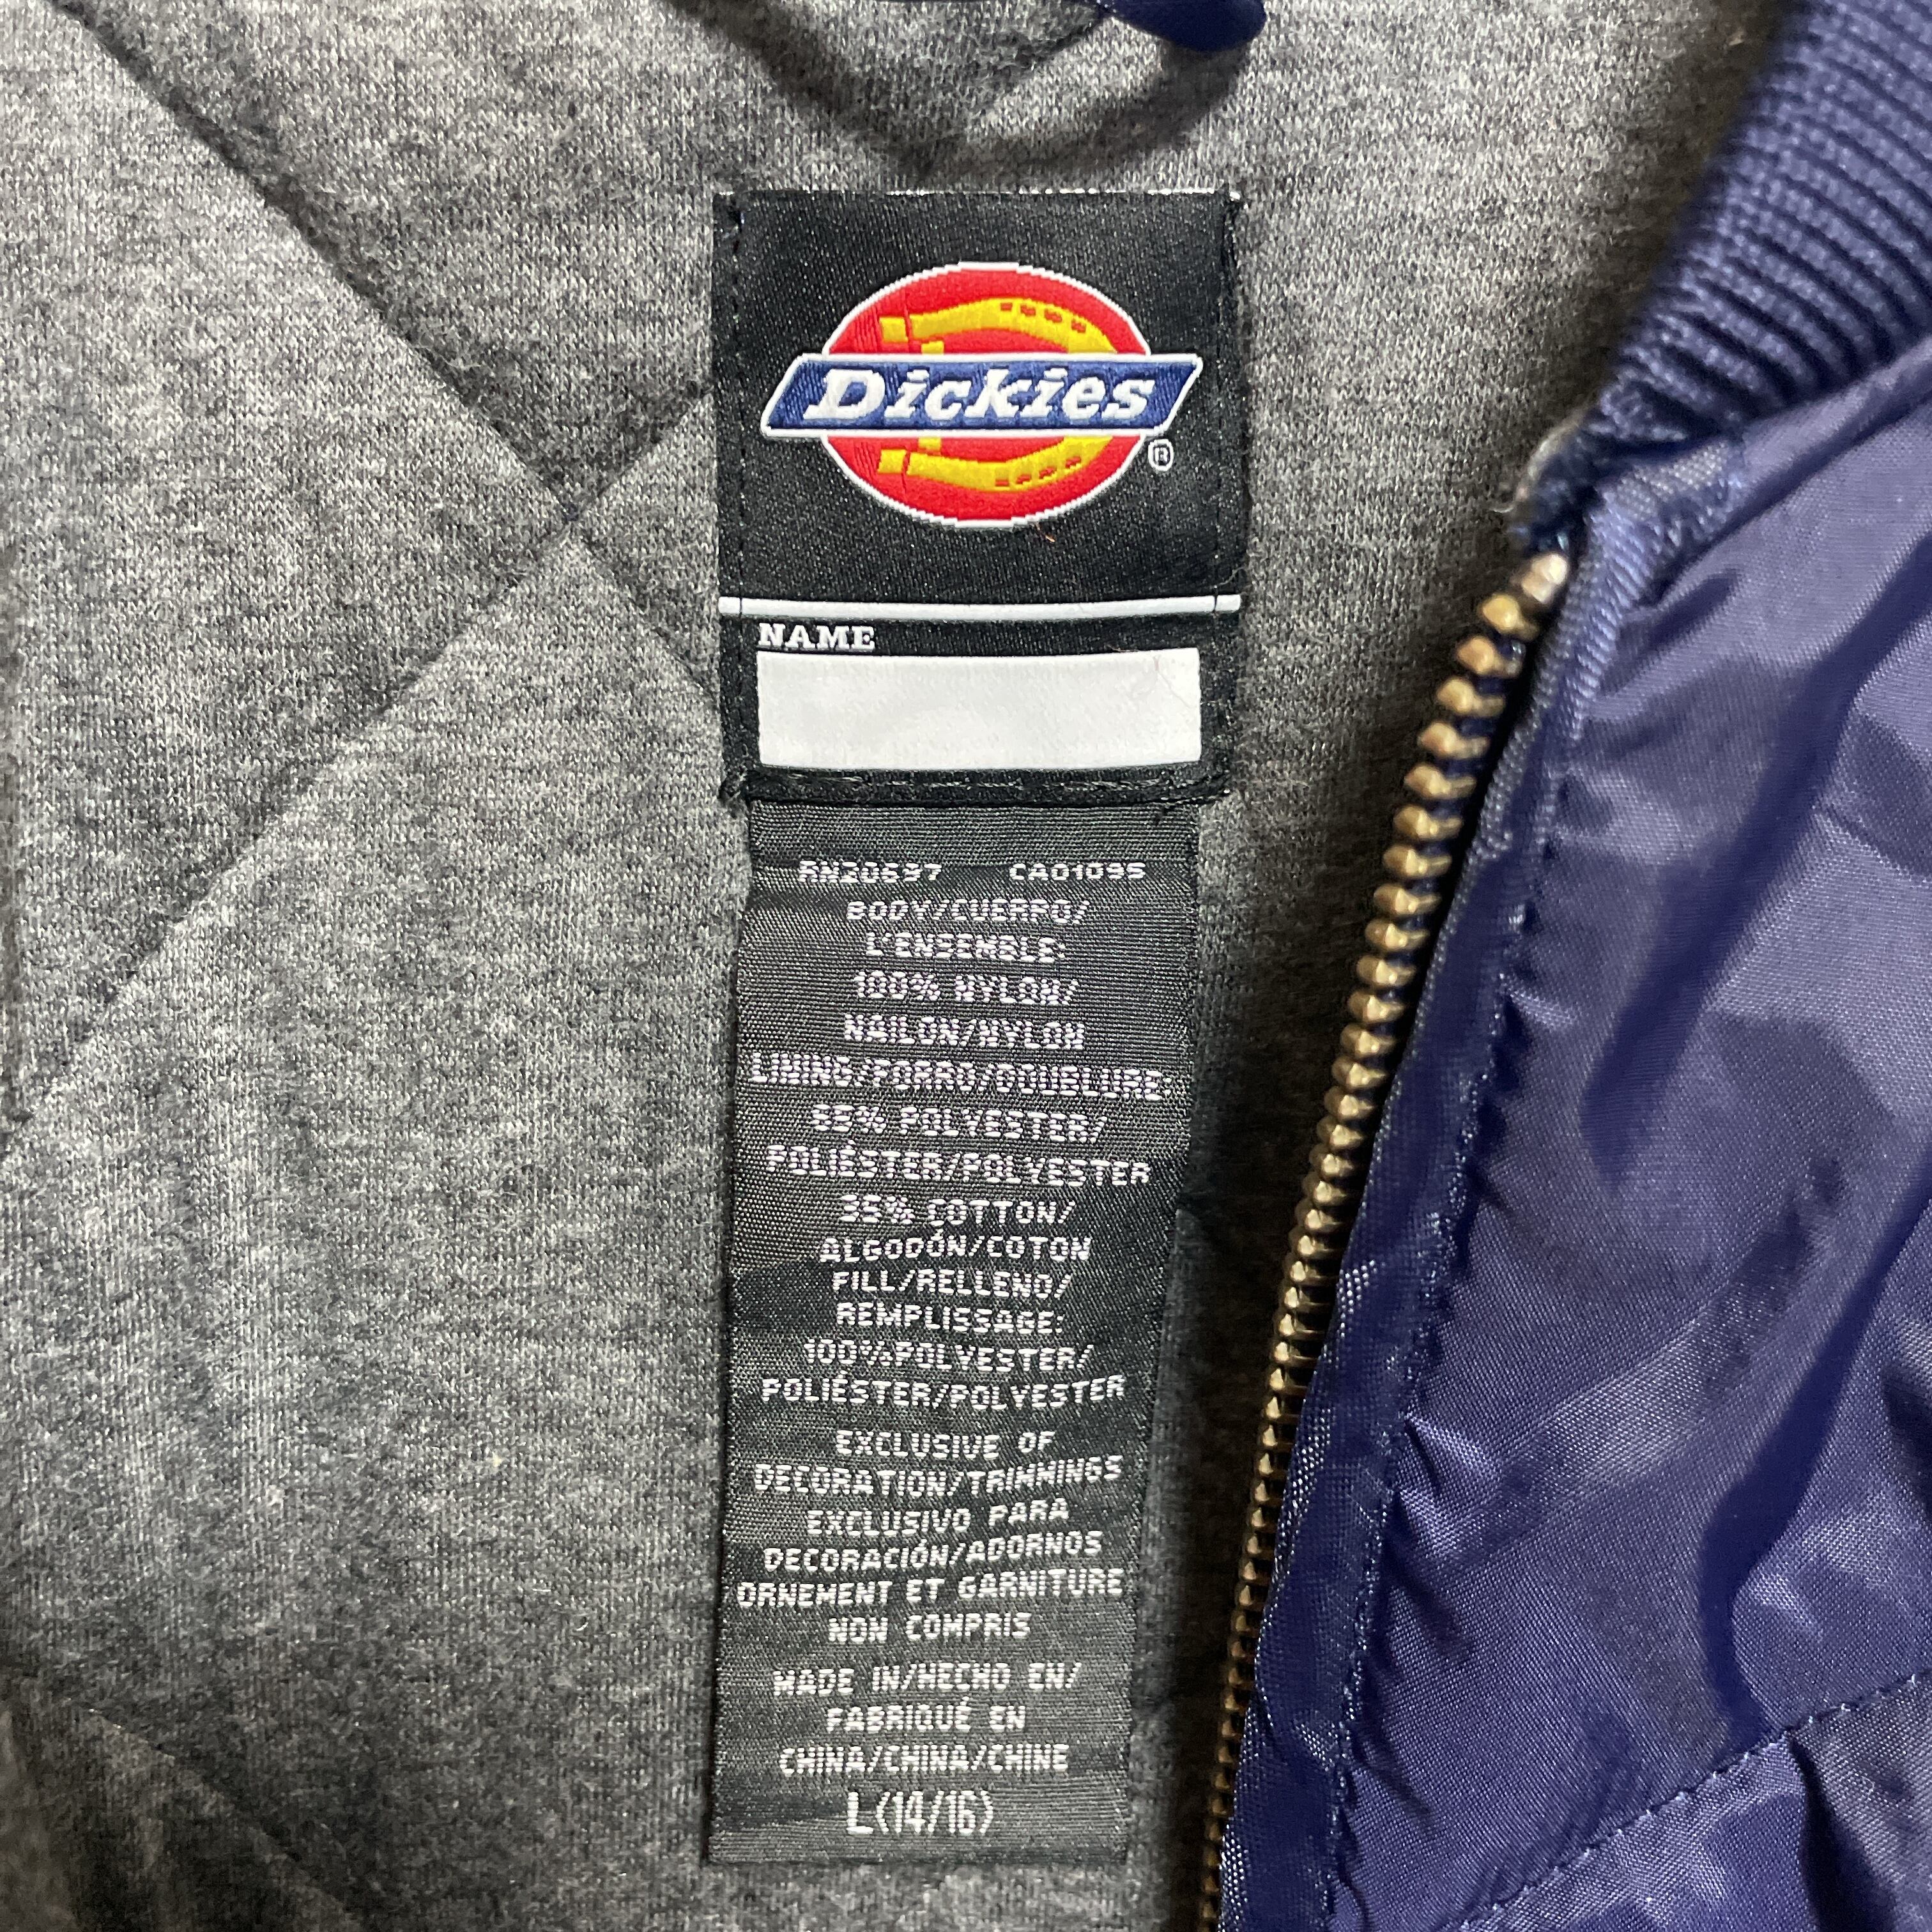 Dickies
®
NAME
RN20697 CA01095
BODY/CUERPO/
L'ENSEMBLE:
100% NYLON/
NAILON/NYLON
LINING/FORRO/DOUBLURE:
65% POLYESTER/
POLIÉSTER/POLYESTER
35% COTTON/
ALGODÓN/COTON
FILL/RELLENO/
REMPLISSAGE:
100%POLYESTER/
POLIÉSTER/POLYESTER
EXCLUSIVE OF
DECORATION/TRIMMINGS
EXCLUSIVO PARA
DECORACIÓN/ADORNOS
ORNEMENT ET GARNITURE
NON COMPRIS
MADE IN/HECHO EN/
FABRIQUÉ EN
CHINA/CHINA/CHINE
L(14/16)